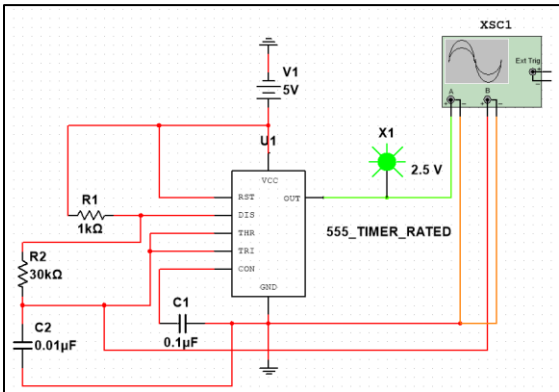 XSC1
Ext Trig
+
-
A
B
+ - + -
V1
5V
U1
X1
2.5 V
VCC
RST
OUT
DIS
THR
TRI
CON
GND
555_TIMER_RATED
R1
1kΩ
R2
30kΩ
C1
0.1µF
C2
0.01µF